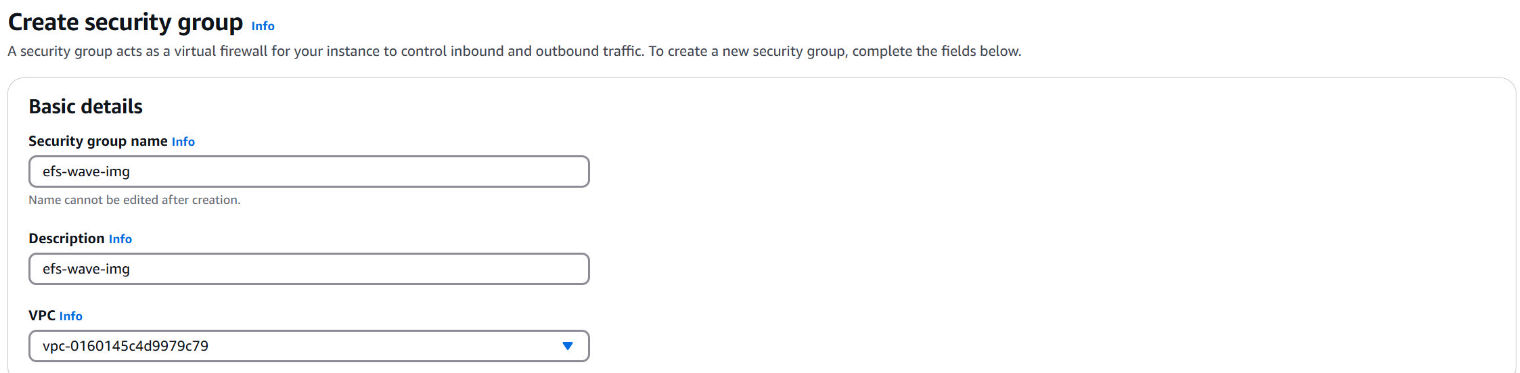 Create security group Info
A security group acts as a virtual firewall for your instance to control inbound and outbound traffic. To create a new security group, complete the fields below.
Basic details
Security group name Info
efs-wave-img
Name cannot be edited after creation.
Description Info
efs-wave-img
VPC Info
vpc-0160145c4d9979c79